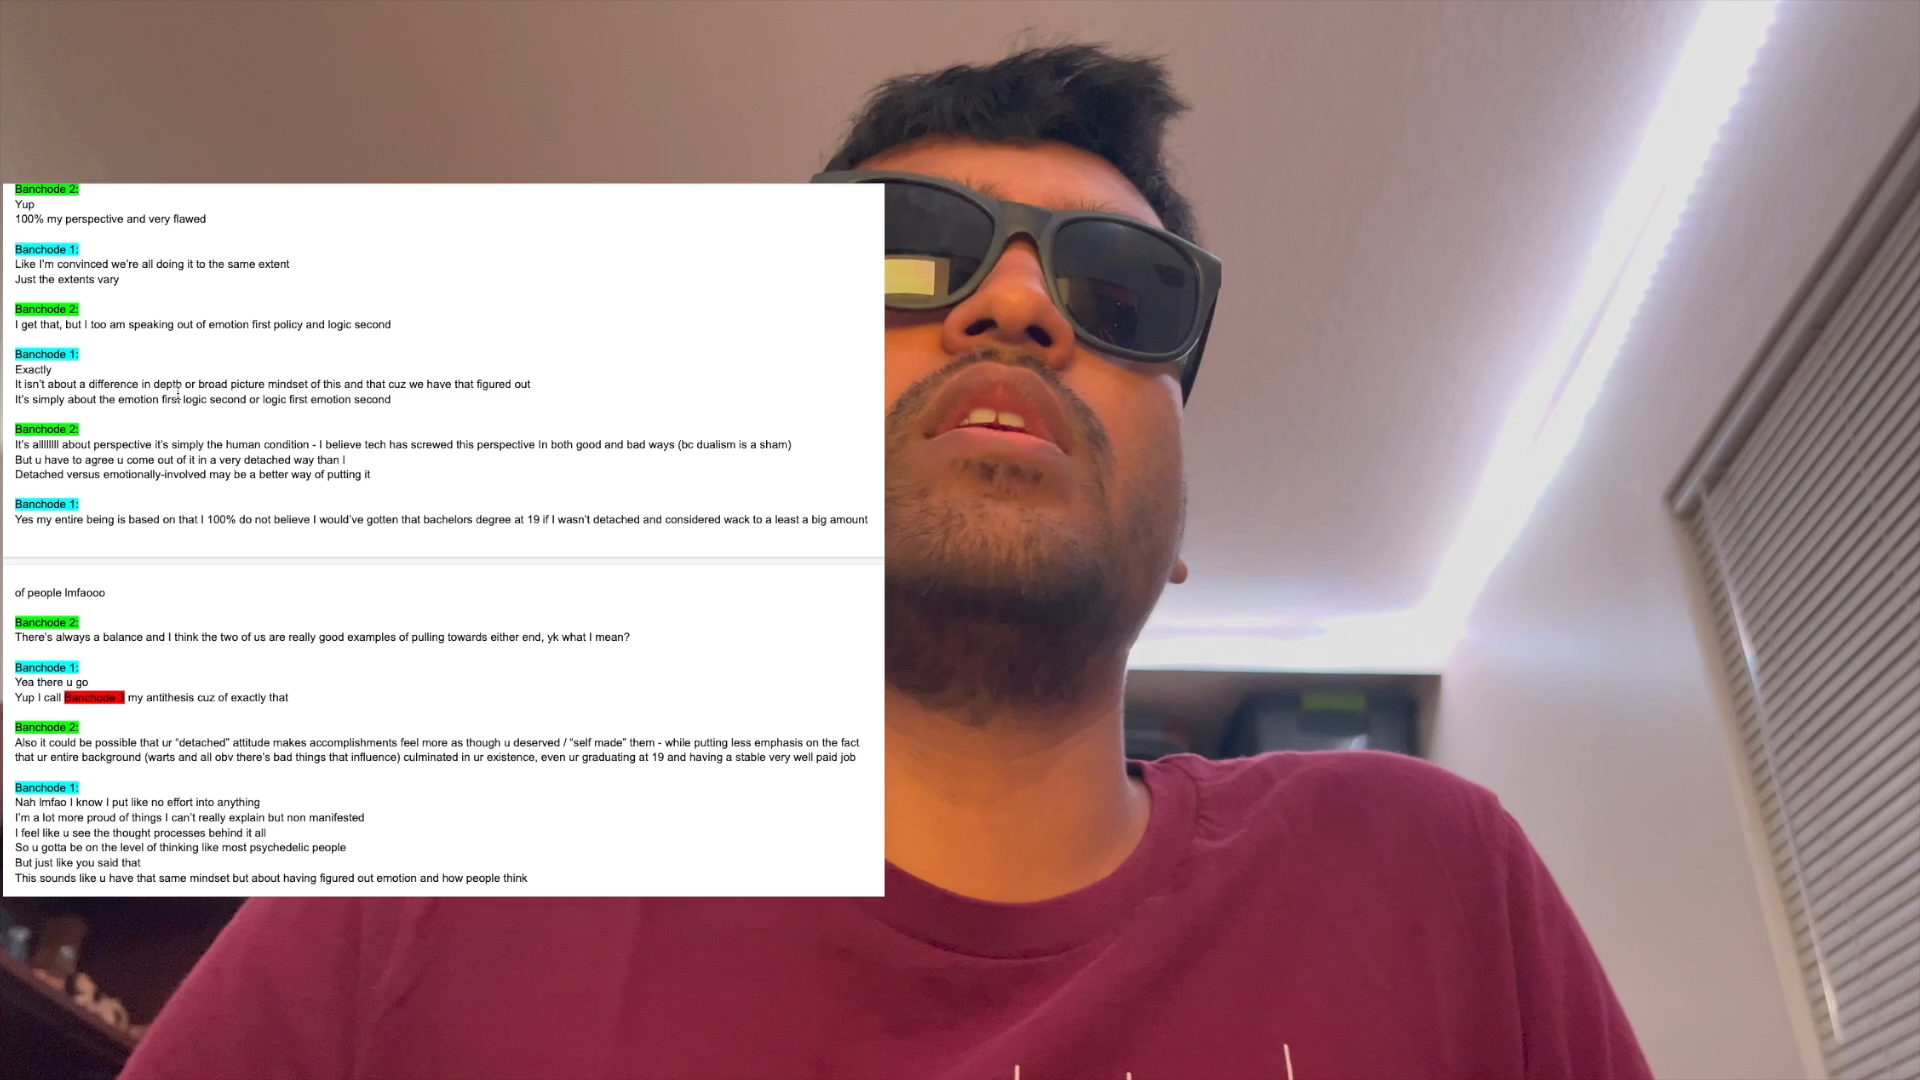 Banchode 2:
Yup
100% my perspective and very flawed
Banchode 1:
Like I'm convinced we're all doing it to the same extent
Just the extents vary
Banchode 2:
I get that, but I too am speaking out of emotion first policy and logic second
Banchode 1:
Exactly
It isn't about a difference in depth or broad picture mindset of this and that cuz we have that figured out
It's simply about the emotion first logic second or logic first emotion second
Banchode 2:
It's allllllll about perspective it's simply the human condition - I believe tech has screwed this perspective In both good and bad ways (bc dualism is a sham)
But u have to agree u come out of it in a very detached way than I
Detached versus emotionally-involved may be a better way of putting it
Banchode 1:
Yes my entire being is based on that I 100% do not believe I would've gotten that bachelors degree at 19 if I wasn't detached and considered wack to a least a big amount
of people lmfaooo
Banchode 2:
There's always a balance and I think the two of us are really good examples of pulling towards either end, yk what I mean?
Banchode 1:
Yea there u go
Yup I call Banchode 3 my antithesis cuz of exactly that
Banchode 2:
Also it could be possible that ur “detached” attitude makes accomplishments feel more as though u deserved / “self made” them - while putting less emphasis on the fact
that ur entire background (warts and all obv there's bad things that influence) culminated in ur existence, even ur graduating at 19 and having a stable very well paid job
Banchode 1:
Nah lmfao I know I put like no effort into anything
I'm a lot more proud of things I can't really explain but non manifested
I feel like u see the thought processes behind it all
So u gotta be on the level of thinking like most psychedelic people
But just like you said that
This sounds like u have that same mindset but about having figured out emotion and how people think